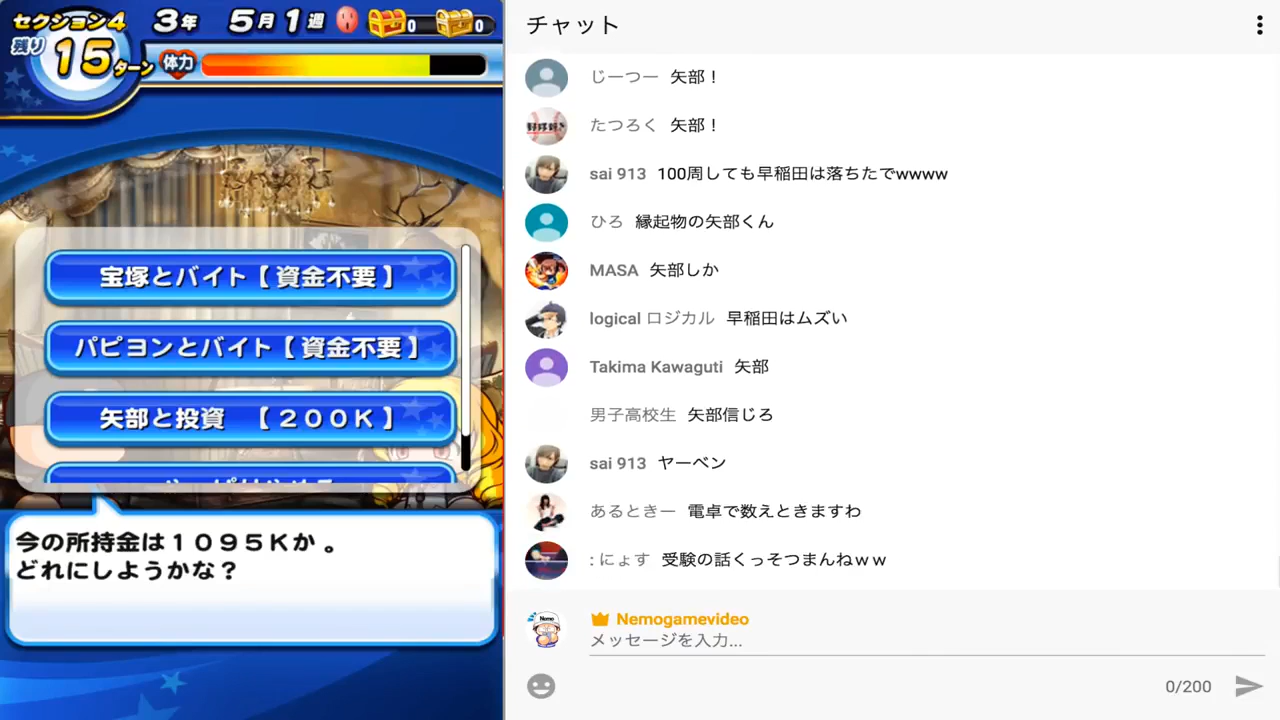 セクション4
3年 5月1週
0
0
残り15ターン
体力
宝塚とバイト【資金不要】
パピヨンとバイト【資金不要】
矢部と投資 【200K】
今の所持金は1095Kか。
どれにしようかな?
チャット
じーつー 矢部!
たつろく 矢部!
sai 913 100周しても早稲田は落ちたでwwww
ひろ 縁起物の矢部くん
MASA 矢部しか
logical ロジカル 早稲田はムズい
Takima Kawaguti 矢部
男子高校生 矢部信じろ
sai 913 ヤーベン
あるときー 電卓で数えときますわ
: にょす 受験の話くっそつまんねｗｗ
Nemogamevideo
メッセージを入力...
0/200